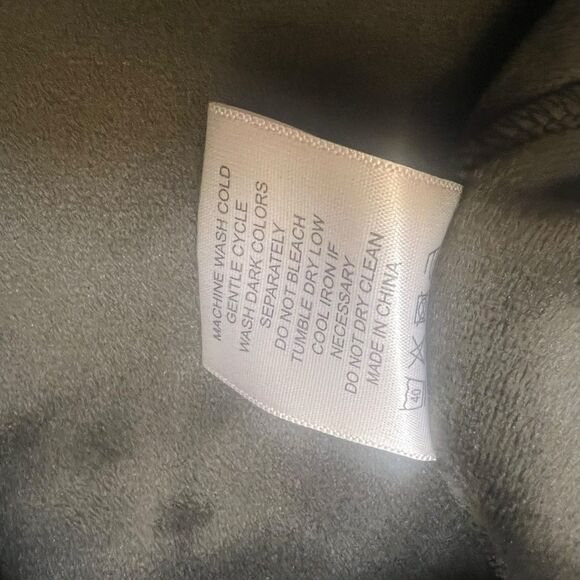 MACHINE WASH COLD
GENTLE CYCLE
WASH DARK COLORS
SEPARATELY
DO NOT BLEACH
TUMBLE DRY LOW
COOL IRON IF
NECESSARY
DO NOT DRY CLEAN
MADE IN CHINA
40